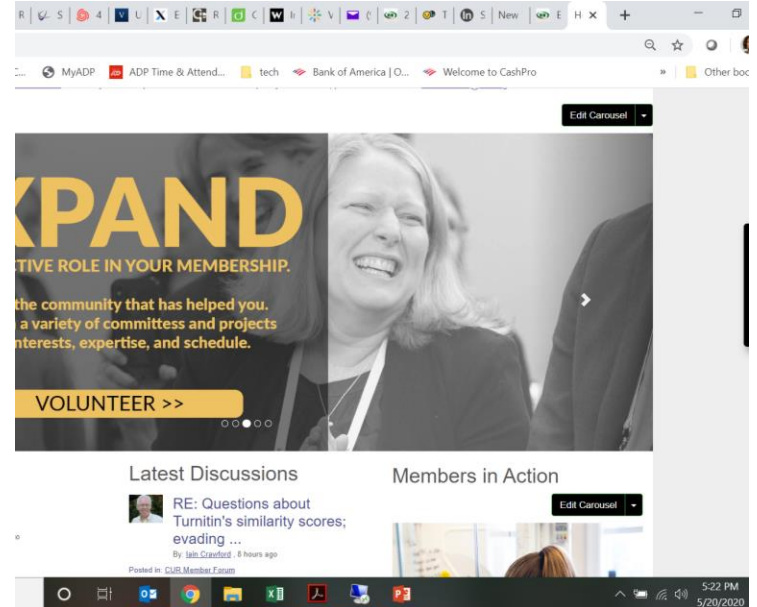 R S 4 U E R C In V 2 T S New E H
MyADP ADP Time & Attend... tech Bank of America | O... Welcome to CashPro » Other boo
Edit Carousel
XPAND
CTIVE ROLE IN YOUR MEMBERSHIP.
the community that has helped you.
a variety of committess and projects
nterests, expertise, and schedule.
VOLUNTEER >>
Latest Discussions
Members in Action
RE: Questions about
Turnitin's similarity scores;
evading ...
By: Iain Crawford , 8 hours ago
Posted in: CUR Member Forum
Edit Carousel
5:22 PM
5/20/2020